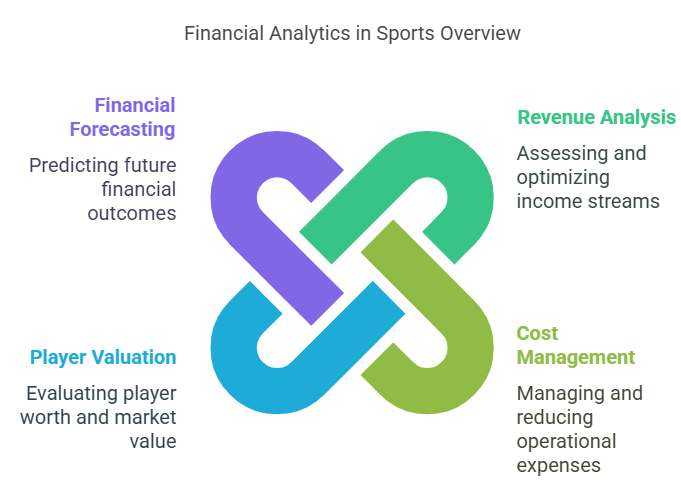 Financial Analytics in Sports Overview
Financial
Forecasting
Predicting future
financial
outcomes
Revenue Analysis
Assessing and
optimizing
income streams
Player Valuation
Evaluating player
worth and market
value
Cost
Management
Managing and
reducing
operational
expenses